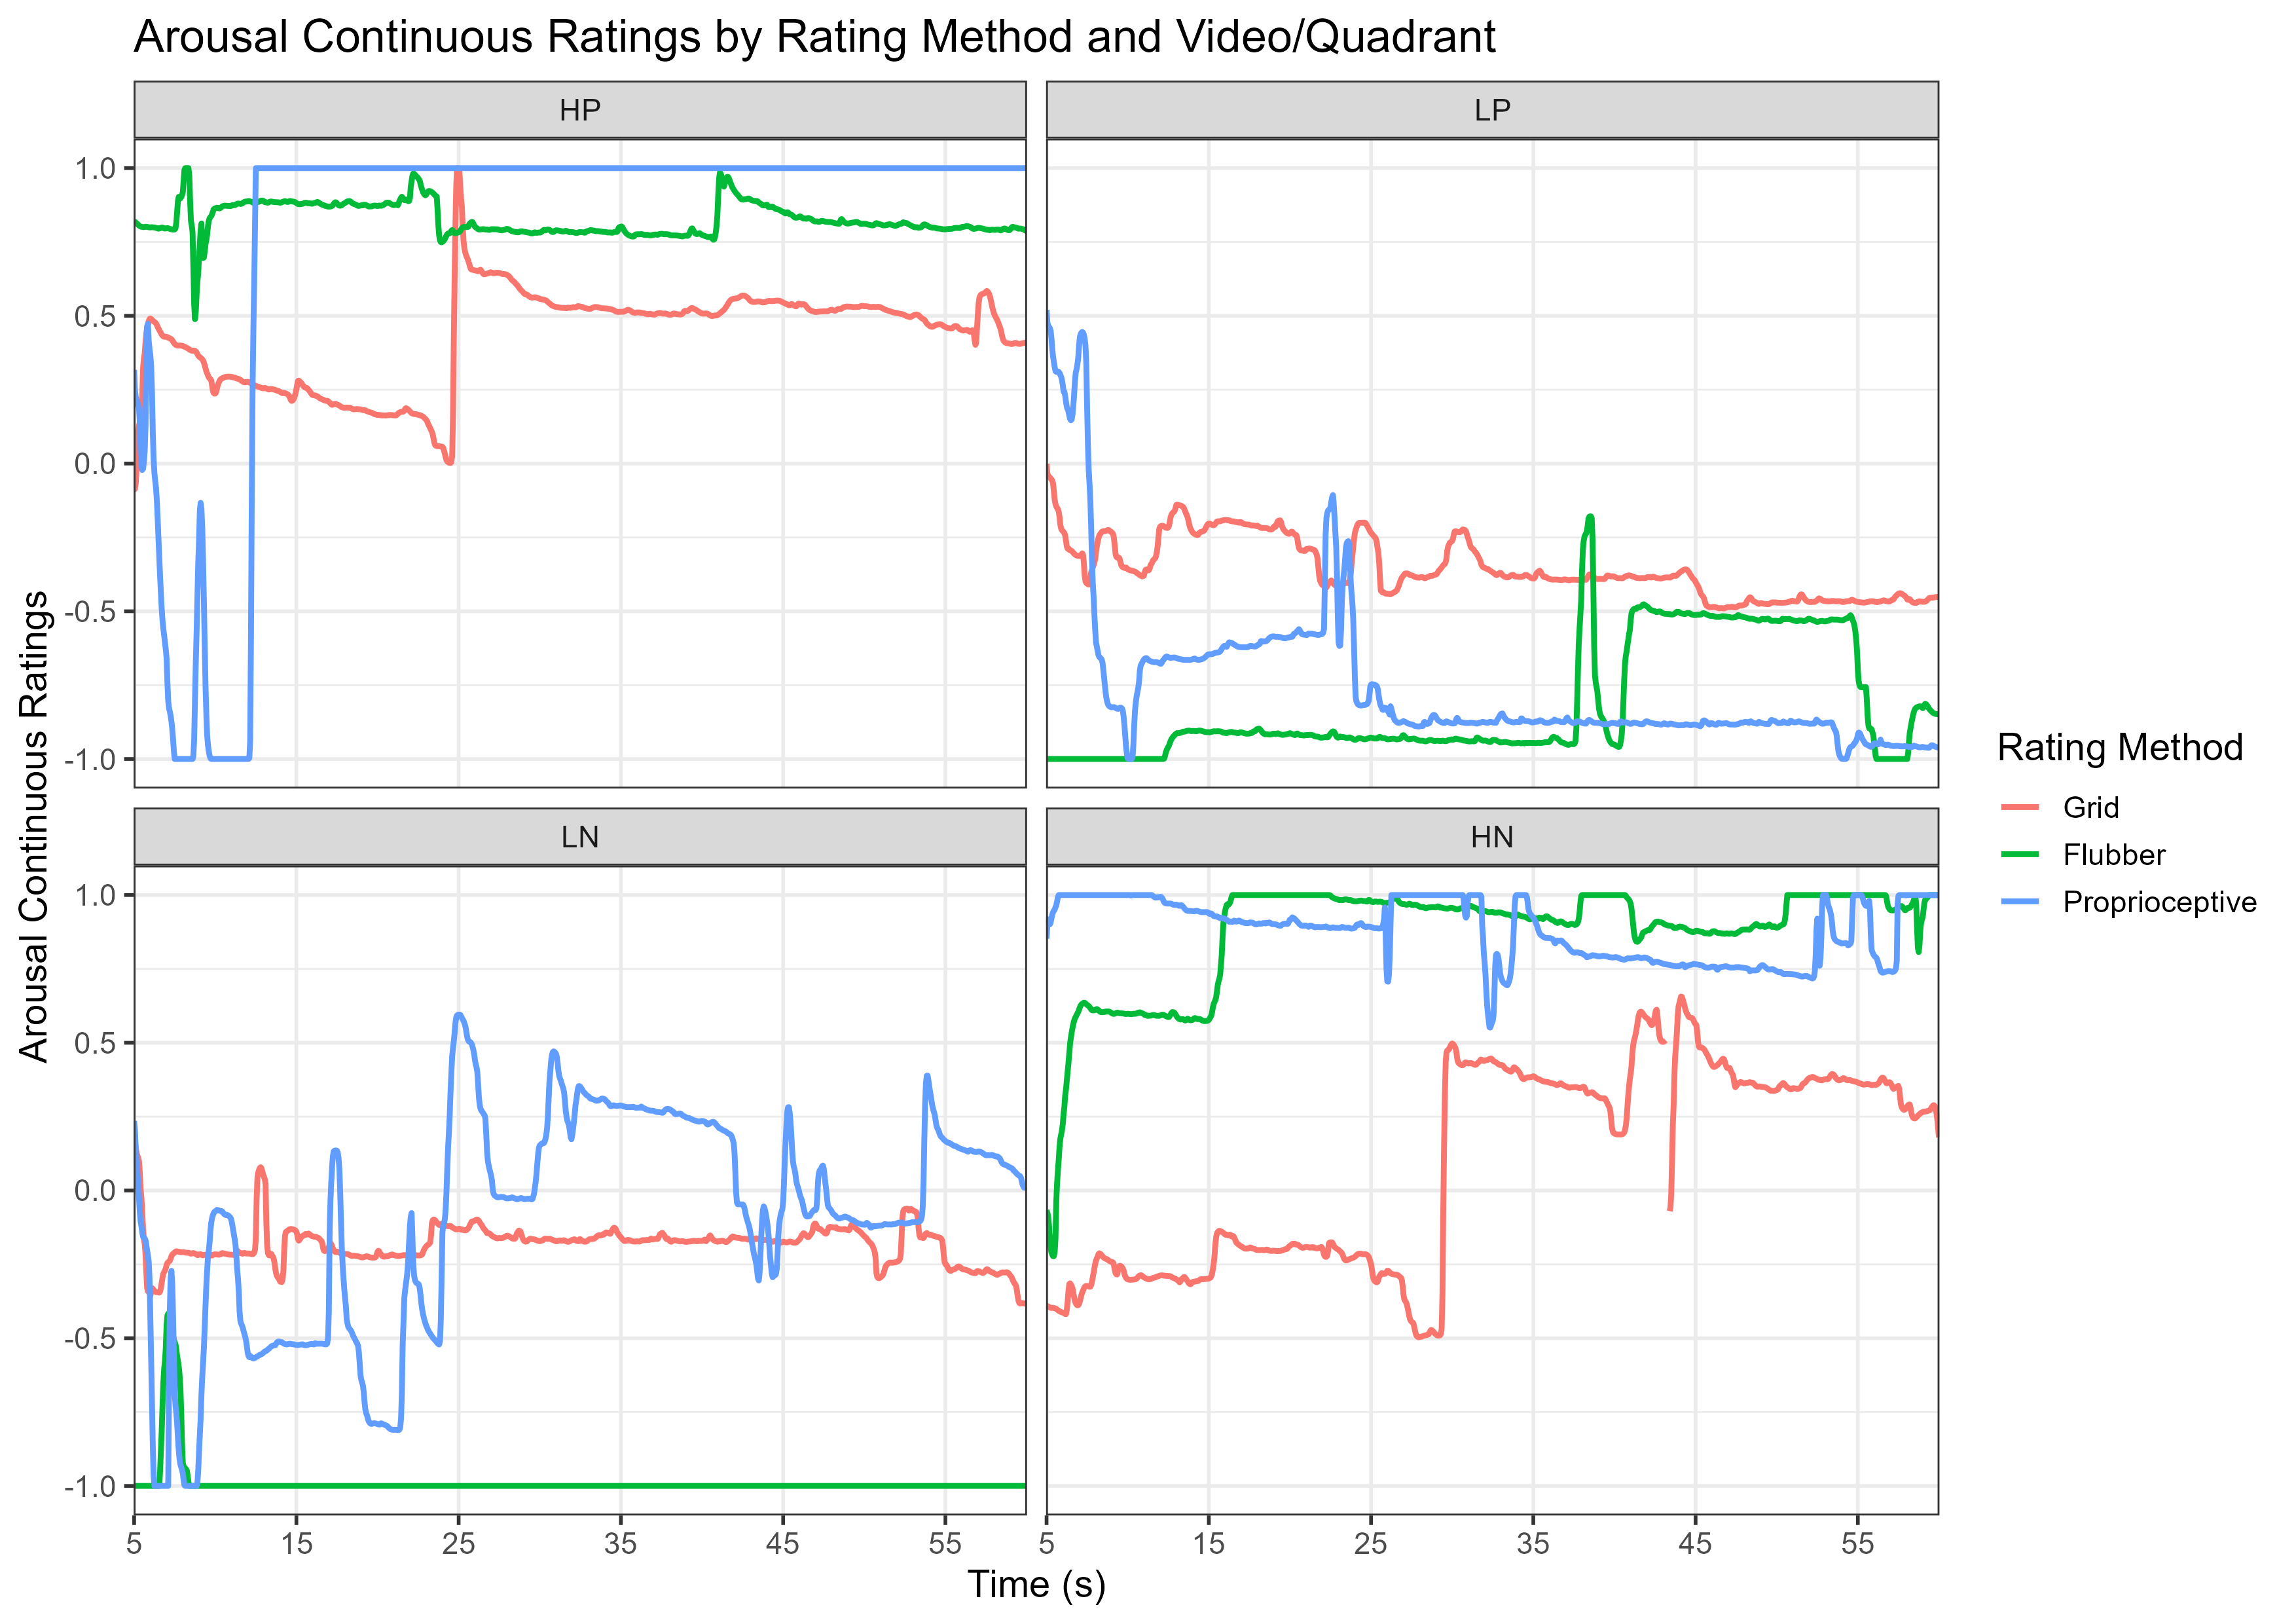 Arousal Continuous Ratings by Rating Method and Video/Quadrant
HP
LP
1.0
0.5
0.0
-0.5
-1.0
LN
HN
1.0
0.5
0.0
-0.5
-1.0
5 15 25 35 45 55
5 15 25 35 45 55
Time (s)
Arousal Continuous Ratings
Rating Method
Grid
Flubber
Proprioceptive